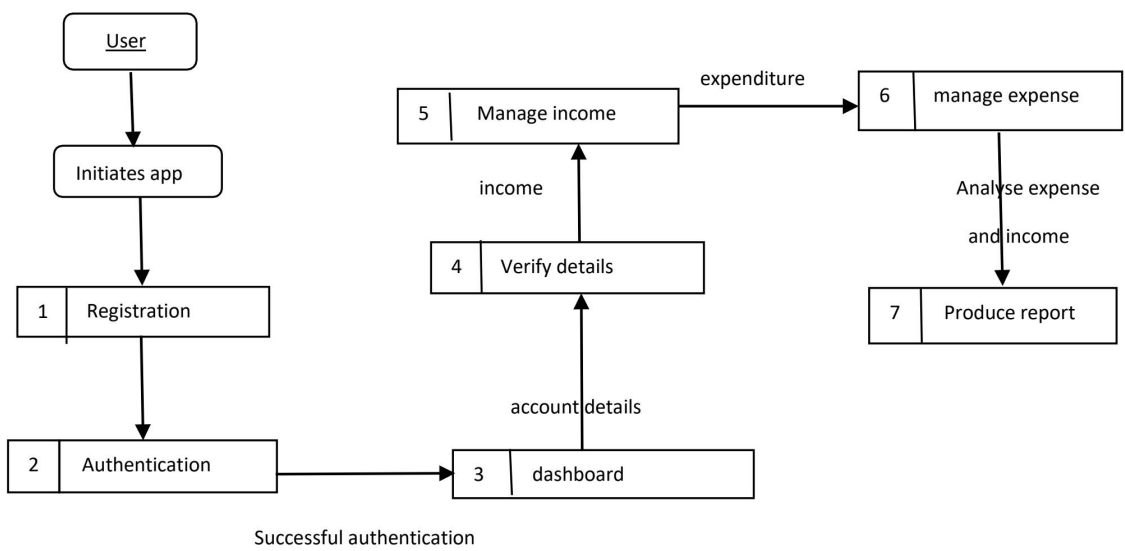 User
Initiates app
1 Registration
2 Authentication
Successful authentication
3 dashboard
account details
4 Verify details
income
5 Manage income
expenditure
6 manage expense
Analyse expense
and income
7 Produce report